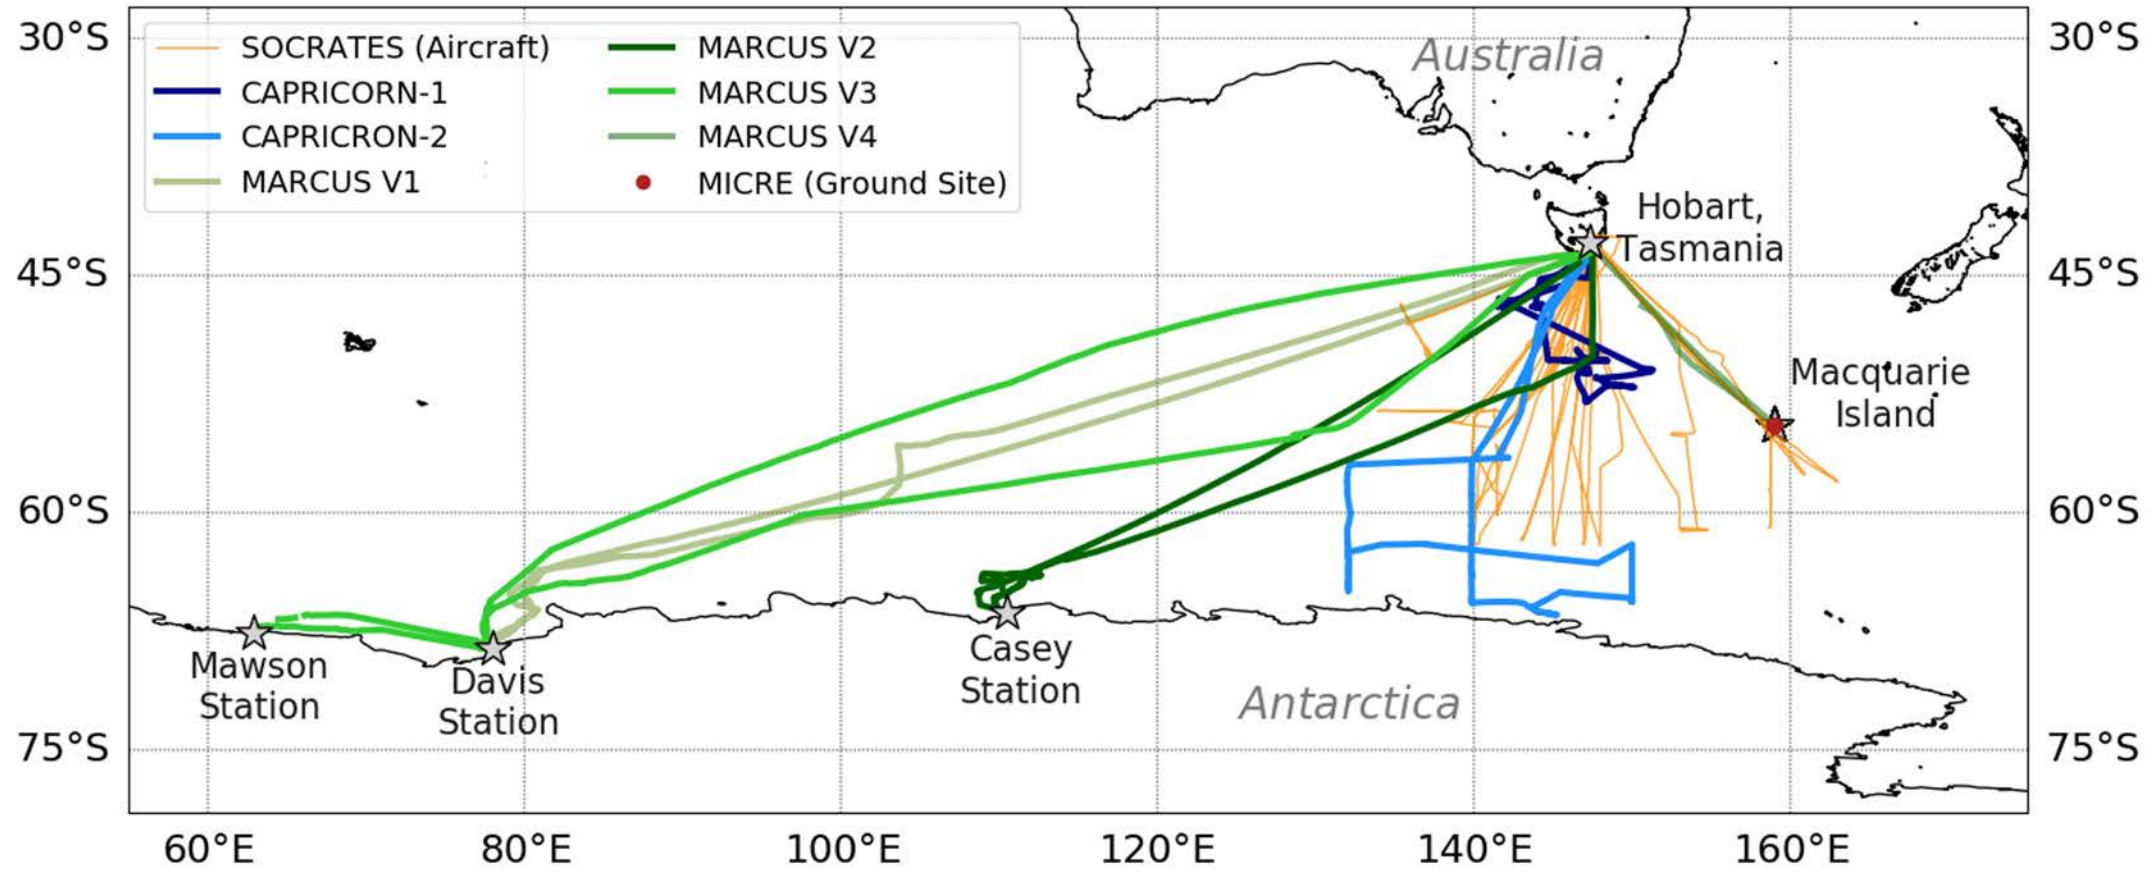 30°S
30°S
SOCRATES (Aircraft)
CAPRICORN-1
CAPRICRON-2
MARCUS V1
MARCUS V2
MARCUS V3
MARCUS V4
MICRE (Ground Site)
Australia
Hobart,
Tasmania
45°S
45°S
Macquarie
Island
60°S
60°S
Mawson
Station
Davis
Station
Casey
Station
Antarctica
75°S
75°S
60°E
80°E
100°E
120°E
140°E
160°E